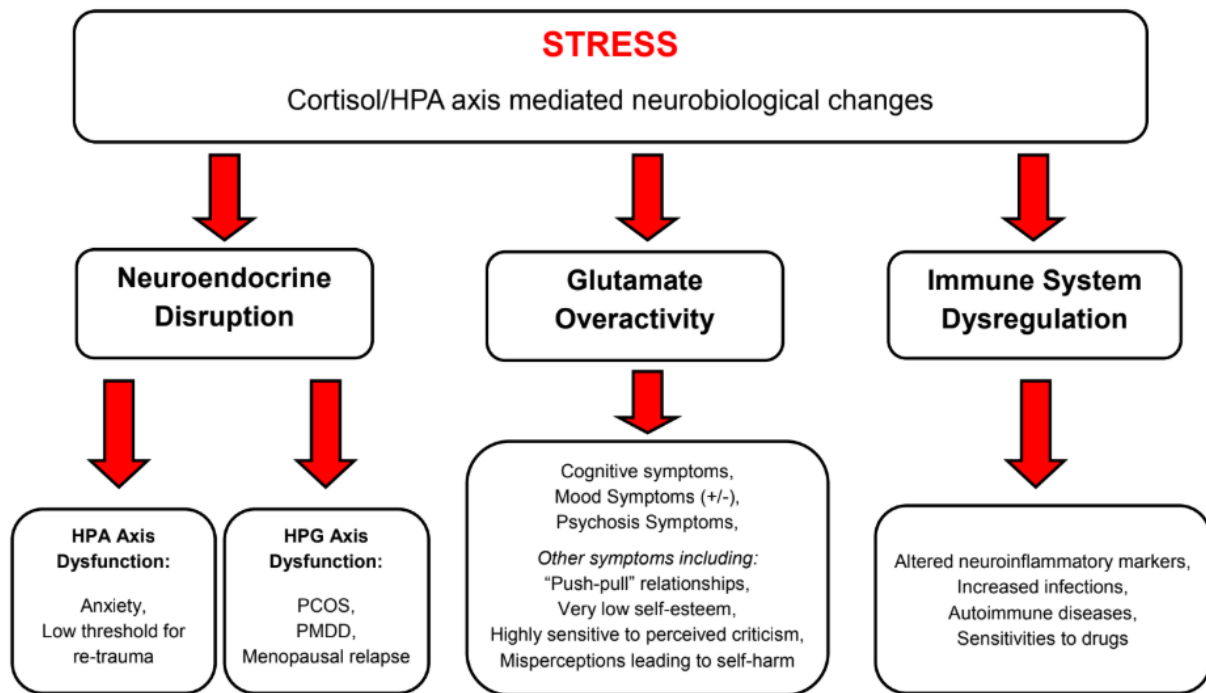 STRESS
Cortisol/HPA axis mediated neurobiological changes
Neuroendocrine
Disruption
Glutamate
Overactivity
Immune System
Dysregulation
HPA Axis
Dysfunction:
Anxiety,
Low threshold for
re-trauma
HPG Axis
Dysfunction:
PCOS,
PMDD,
Menopausal relapse
Cognitive symptoms,
Mood Symptoms (+/-),
Psychosis Symptoms,
Other symptoms including:
“Push-pull” relationships,
Very low self-esteem,
Highly sensitive to perceived criticism,
Misperceptions leading to self-harm
Altered neuroinflammatory markers,
Increased infections,
Autoimmune diseases,
Sensitivities to drugs